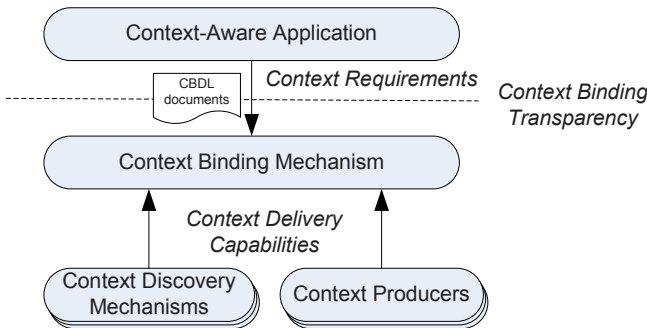 Context-Aware Application
CBDL
documents
Context Requirements
Context Binding
Transparency
Context Binding Mechanism
Context Delivery
Capabilities
Context Discovery
Mechanisms
Context Producers